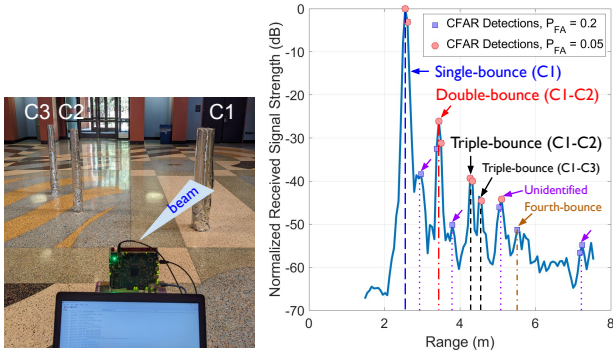 C3 C2 C1
beam
CFAR Detections, P_FA = 0.2
CFAR Detections, P_FA = 0.05
Single-bounce (C1)
Double-bounce (C1-C2)
Triple-bounce (C1-C2)
Triple-bounce (C1-C3)
Unidentified
Fourth-bounce
Normalized Received Signal Strength (dB)
0
-10
-20
-30
-40
-50
-60
-70
0 2 4 6 8
Range (m)